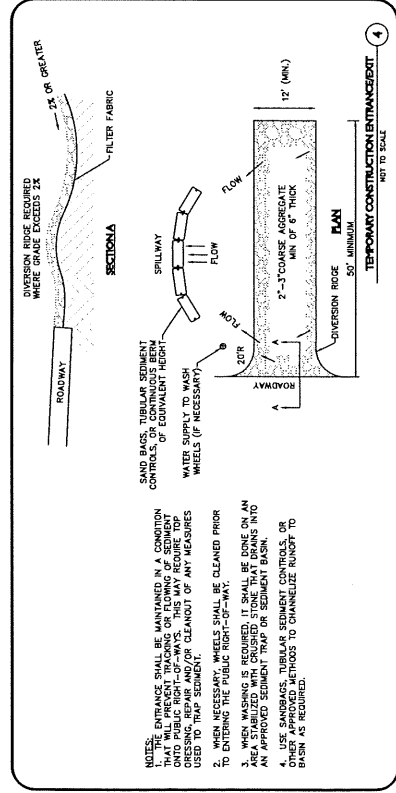 NOTES:
1. THE ENTRANCE SHALL BE MAINTAINED IN A CONDITION
THAT WILL PREVENT TRACKING OR FLOWING OF SEDIMENT
ONTO PUBLIC RIGHT-OF-WAYS. THIS MAY REQUIRE TOP
DRESSING, REPAIR AND/OR CLEANOUT OF ANY MEASURES
USED TO TRAP SEDIMENT.
2. WHEN NECESSARY, WHEELS SHALL BE CLEANED PRIOR
TO ENTERING THE PUBLIC RIGHT-OF-WAY.
3. WHEN WASHING IS REQUIRED, IT SHALL BE DONE ON AN
AREA STABILIZED WITH CRUSHED STONE THAT DRAINS INTO
AN APPROVED SEDIMENT TRAP OR SEDIMENT BASIN.
4. USE SANDBAGS, TUBULAR SEDIMENT CONTROLS, OR
OTHER APPROVED METHODS TO CHANNELIZE RUNOFF TO
BASIN AS REQUIRED.
DIVERSION RIDGE REQUIRED
WHERE GRADE EXCEEDS 2%
2% OR GREATER
ROADWAY
FILTER FABRIC
SECTION A
SPILLWAY
SAND BAGS, TUBULAR SEDIMENT
CONTROLS, OR CONTINUOUS BERM
OF EQUIVALENT HEIGHT
FLOW
WATER SUPPLY TO WASH
WHEELS (IF NECESSARY)
FLOW
FLOW
20'R
A
A
ROADWAY
2"-3" COARSE AGGREGATE
MIN OF 6" THICK
12' (MIN.)
DIVERSION RIDGE
PLAN
50' MINIMUM
TEMPORARY CONSTRUCTION ENTRANCE/EXIT
NOT TO SCALE
4